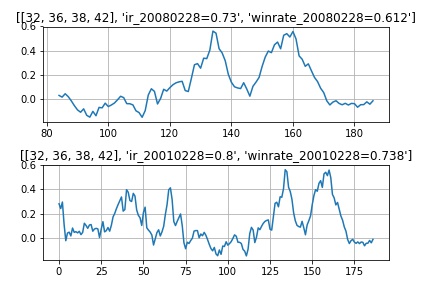 [[32, 36, 38, 42], 'ir_20080228=0.73', 'winrate_20080228=0.612']
0.6
0.4
0.2
0.0
80 100 120 140 160 180
[[32, 36, 38, 42], 'ir_20010228=0.8', 'winrate_20010228=0.738']
0.6
0.4
0.2
0.0
0 25 50 75 100 125 150 175